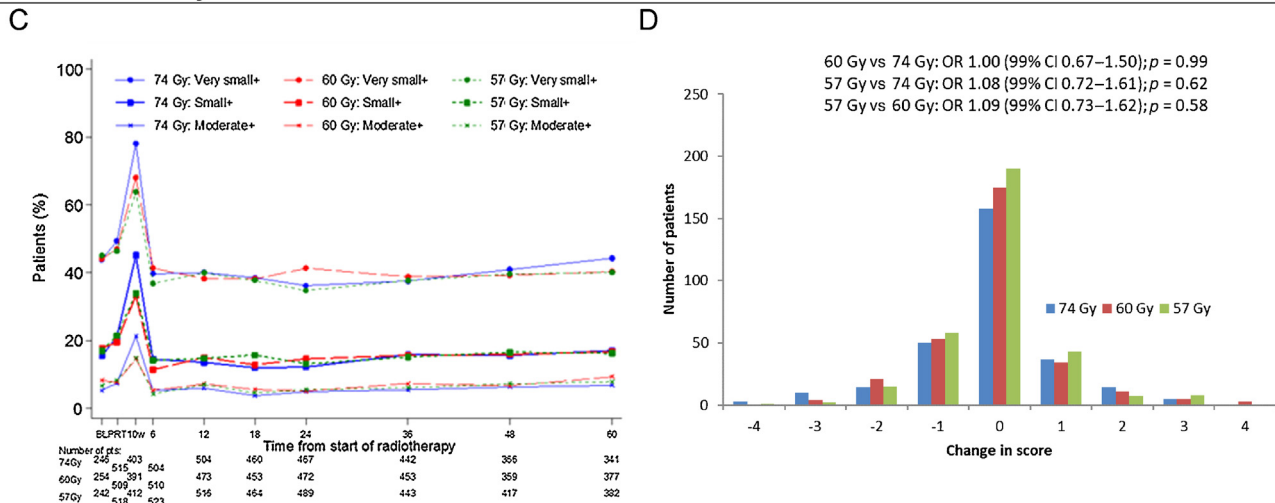 C
D
100
80
60
40
20
0
Patients (%)
74 Gy: Very small+
60 Gy: Very small+
57 Gy: Very small+
74 Gy: Small+
60 Gy: Small+
57 Gy: Small+
74 Gy: Moderate+
60 Gy: Moderate+
57 Gy: Moderate+
BL PRT 10w 6 12 18 24 36 48 60
Time from start of radiotherapy
Number of pts:
74Gy 246 515 403 504 504 460 467 442 356 341
60Gy 254 509 391 510 473 453 472 453 359 377
57Gy 242 518 412 523 516 464 489 443 417 382
60 Gy vs 74 Gy: OR 1.00 (99% CI 0.67–1.50); p = 0.99
57 Gy vs 74 Gy: OR 1.08 (99% CI 0.72–1.61); p = 0.62
57 Gy vs 60 Gy: OR 1.09 (99% CI 0.73–1.62); p = 0.58
250
200
150
100
50
0
Number of patients
74 Gy 60 Gy 57 Gy
-4 -3 -2 -1 0 1 2 3 4
Change in score